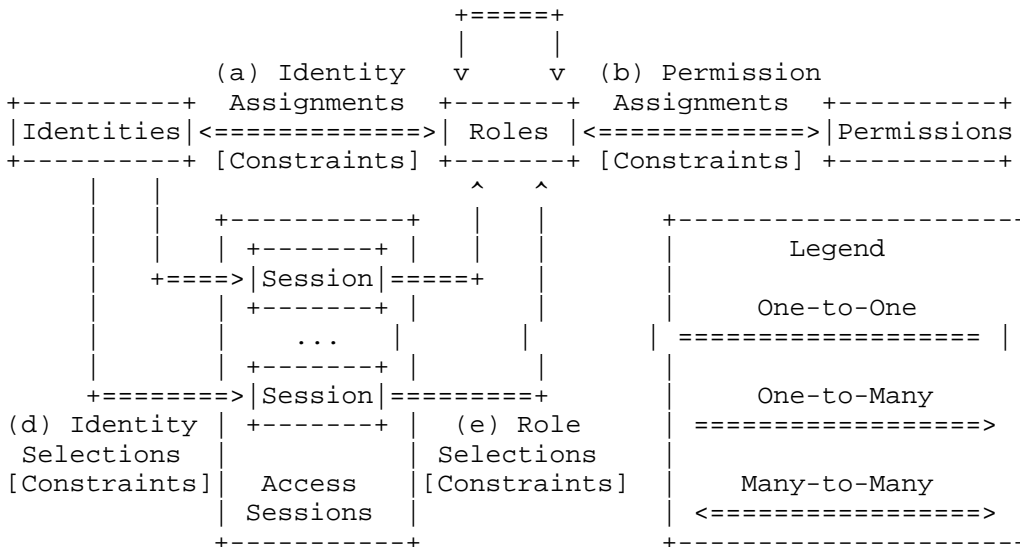 +=====+
                             |     |
             (a) Identity    v     v  (b) Permission
+----------+  Assignments  +-------+  Assignments  +----------+
|Identities|<=============>| Roles |<=============>|Permissions
+----------+ [Constraints] +-------+ [Constraints] +----------+
     |   |                   ^   ^
     |   |   +-----------+   |   |       +---------------------
     |   |   | +-------+ |   |   |       |       Legend
     |   +====>|Session|=====+   |       |
     |       | +-------+ |       |       |     One-to-One
     |       |    ...    |       |       | =================== |
     |       | +-------+ |       |       |
     +========>|Session|=========+       |     One-to-Many
(d) Identity | +-------+ |  (e) Role     | ==================>
 Selections  |           | Selections    |
[Constraints]|  Access   |[Constraints]  |    Many-to-Many
             | Sessions  |               | <=================>
             +-----------+               +---------------------